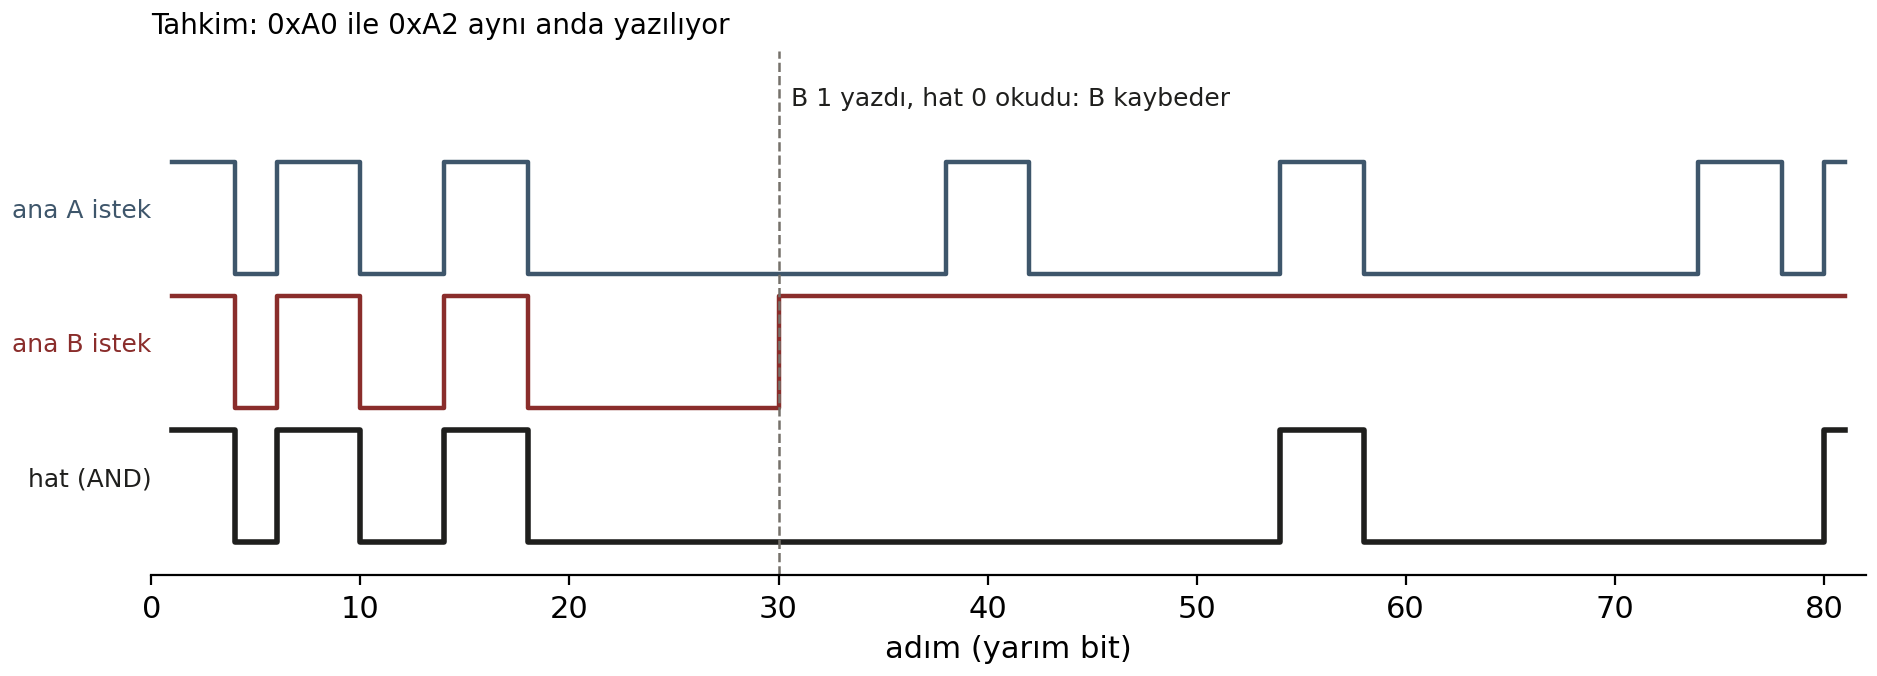 Tahkim: 0xA0 ile 0xA2 aynı anda yazılıyor
B 1 yazdı, hat 0 okudu: B kaybeder
ana A istek
ana B istek
hat (AND)
0 10 20 30 40 50 60 70 80
adım (yarım bit)